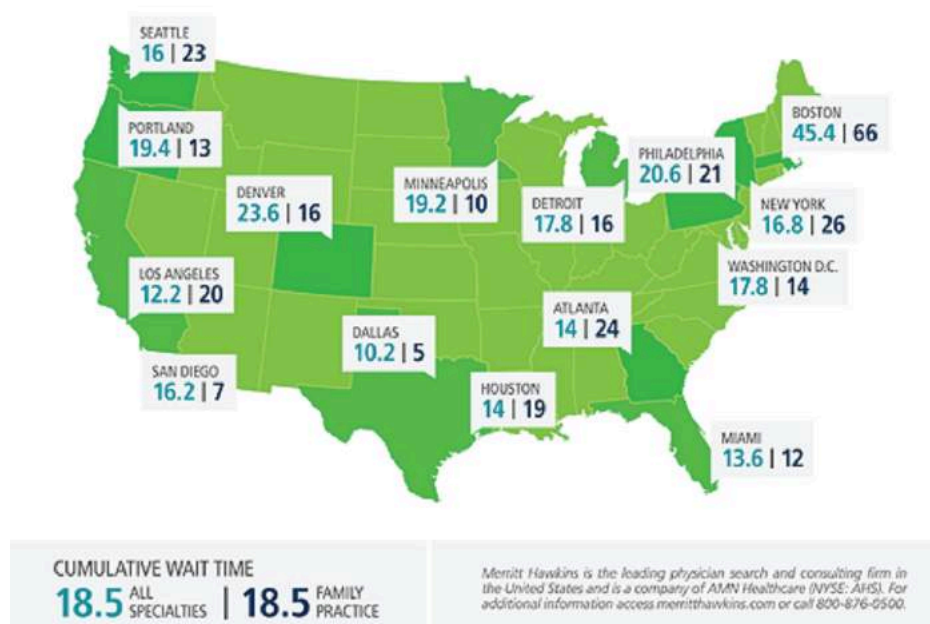 SEATTLE
16 | 23
PORTLAND
19.4 | 13
DENVER
23.6 | 16
MINNEAPOLIS
19.2 | 10
DETROIT
17.8 | 16
PHILADELPHIA
20.6 | 21
BOSTON
45.4 | 66
NEW YORK
16.8 | 26
WASHINGTON D.C.
17.8 | 14
LOS ANGELES
12.2 | 20
SAN DIEGO
16.2 | 7
DALLAS
10.2 | 5
HOUSTON
14 | 19
ATLANTA
14 | 24
MIAMI
13.6 | 12
CUMULATIVE WAIT TIME
18.5 ALL SPECIALTIES | 18.5 FAMILY PRACTICE
Merritt Hawkins is the leading physician search and consulting firm in
the United States and is a company of AMN Healthcare (NYSE: AHS). For
additional information access merritthawkins.com or call 800-876-0500.